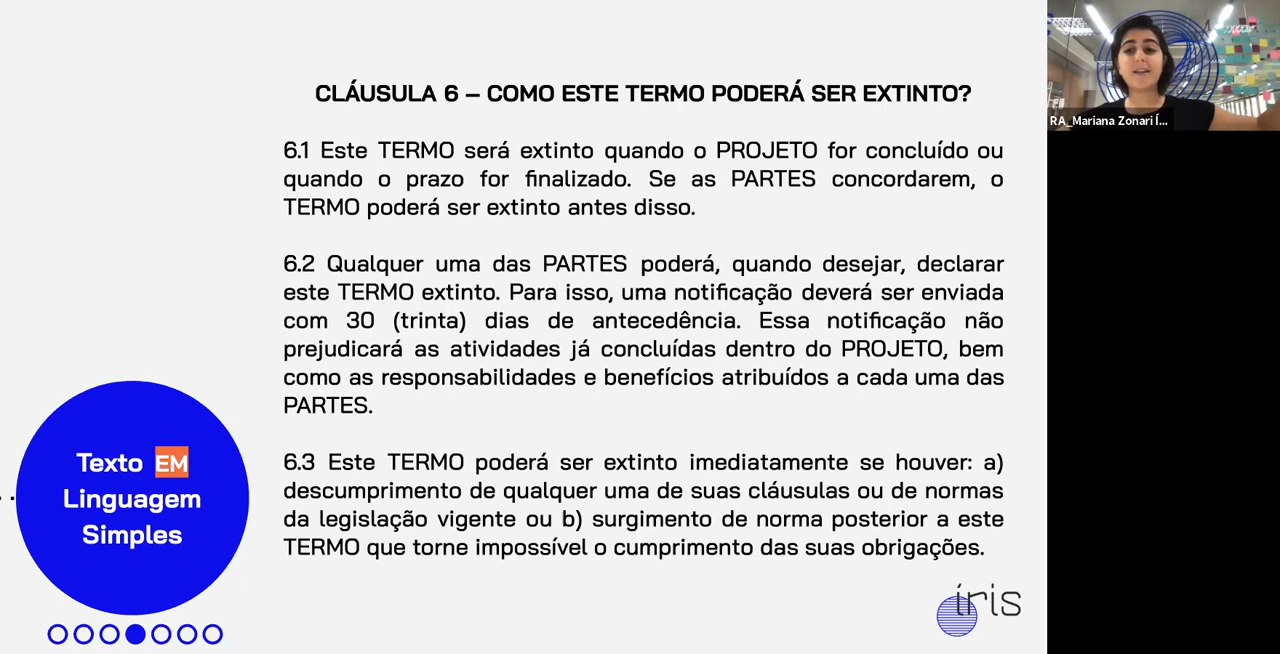 CLÁUSULA 6 – COMO ESTE TERMO PODERÁ SER EXTINTO?
6.1 Este TERMO será extinto quando o PROJETO for concluído ou
quando o prazo for finalizado. Se as PARTES concordarem, o
TERMO poderá ser extinto antes disso.
6.2 Qualquer uma das PARTES poderá, quando desejar, declarar
este TERMO extinto. Para isso, uma notificação deverá ser enviada
com 30 (trinta) dias de antecedência. Essa notificação não
prejudicará as atividades já concluídas dentro do PROJETO, bem
como as responsabilidades e benefícios atribuídos a cada uma das
PARTES.
6.3 Este TERMO poderá ser extinto imediatamente se houver: a)
descumprimento de qualquer uma de suas cláusulas ou de normas
da legislação vigente ou b) surgimento de norma posterior a este
TERMO que torne impossível o cumprimento das suas obrigações.
Texto EM
Linguagem
Simples
íris
RA_Mariana Zonari Í...